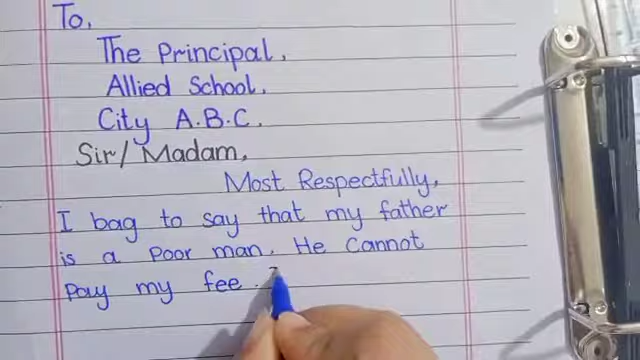 To,
The Principal,
Allied School.
City A.B.C.
Sir/Madam,
Most Respectfully,
I bag to say that my father
is a Poor man. He Cannot
Pay my fee.